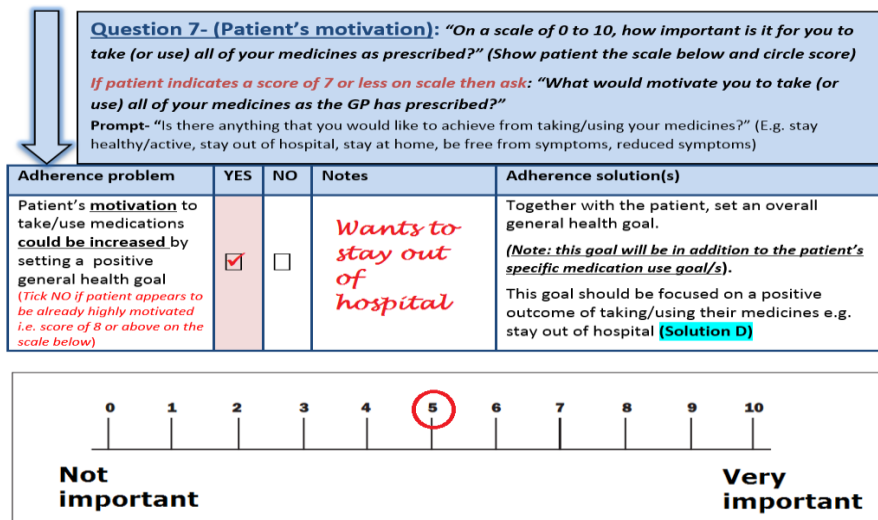 Question 7- (Patient’s motivation): “On a scale of 0 to 10, how important is it for you to
take (or use) all of your medicines as prescribed?” (Show patient the scale below and circle score)
If patient indicates a score of 7 or less on scale then ask: “What would motivate you to take (or
use) all of your medicines as the GP has prescribed?”
Prompt- “Is there anything that you would like to achieve from taking/using your medicines?” (E.g. stay
healthy/active, stay out of hospital, stay at home, be free from symptoms, reduced symptoms)
Adherence problem YES NO Notes Adherence solution(s)
Patient’s motivation to
take/use medications
could be increased by
setting a positive
general health goal
(Tick NO if patient appears to
be already highly motivated
i.e. score of 8 or above on the
scale below)
Wants to
stay out
of
hospital
Together with the patient, set an overall
general health goal.
(Note: this goal will be in addition to the patient’s
specific medication use goal/s).
This goal should be focused on a positive
outcome of taking/using their medicines e.g.
stay out of hospital (Solution D)
0 1 2 3 4 5 6 7 8 9 10
Not
important
Very
important